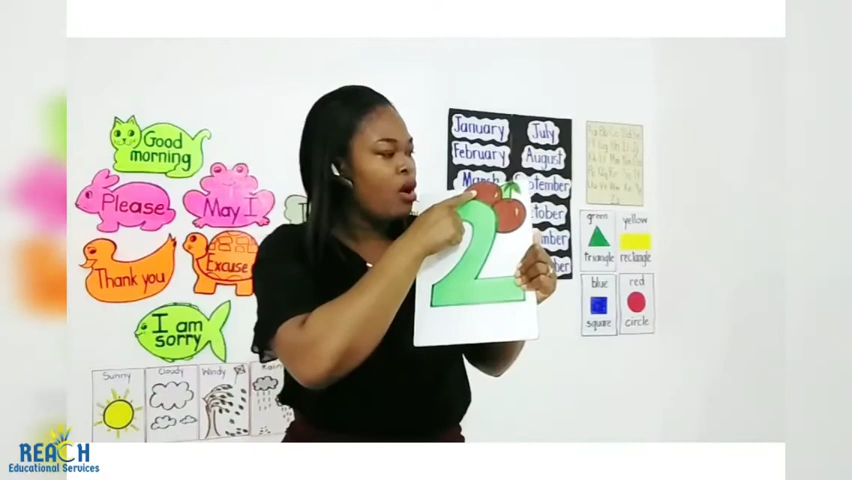 Good
morning
Please
May I
Thank you
Excuse
I am
sorry
Sunny
Cloudy
Windy
January
February
March
July
August
2
green
triangle
yellow
rectangle
blue
square
red
circle
REACH
Educational Services